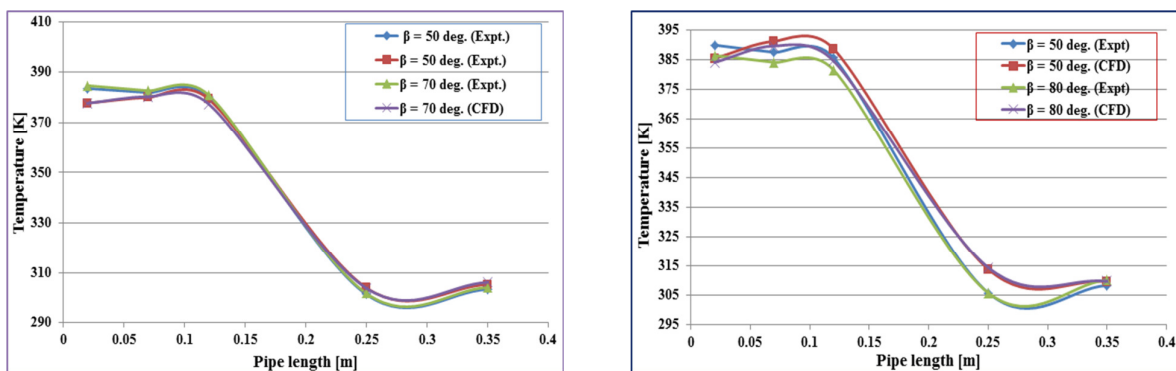 410
390
370
350
330
310
290
Temperature [K]
β = 50 deg. (Expt.)
β = 50 deg. (Expt.)
β = 70 deg. (Expt.)
β = 70 deg. (CFD)
0 0.05 0.1 0.15 0.2 0.25 0.3 0.35 0.4
Pipe length [m]
395
385
375
365
355
345
335
325
315
305
295
Temperature [K]
β = 50 deg. (Expt)
β = 50 deg. (CFD)
β = 80 deg. (Expt)
β = 80 deg. (CFD)
0 0.05 0.1 0.15 0.2 0.25 0.3 0.35 0.4
Pipe length [m]